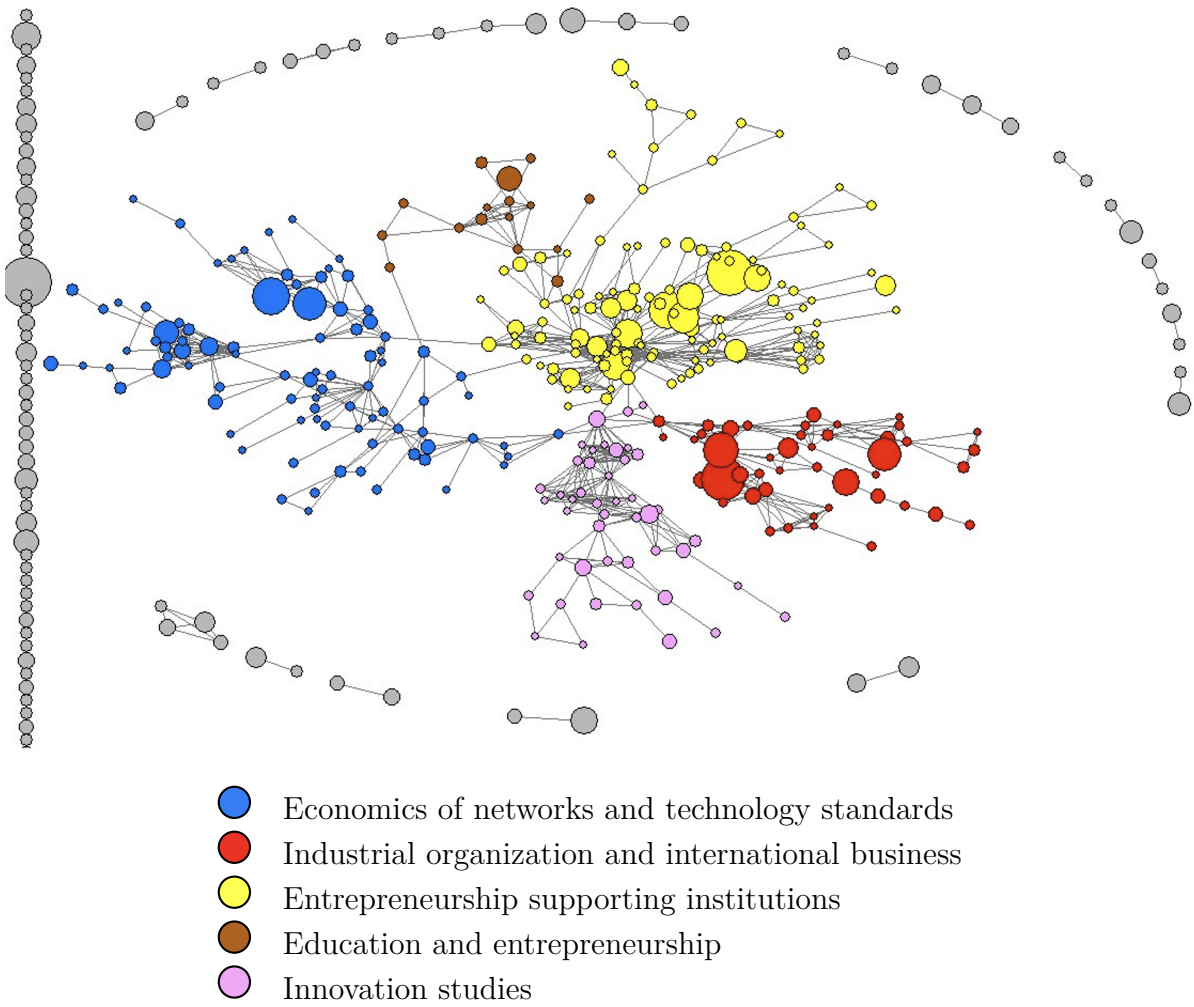 Economics of networks and technology standards
Industrial organization and international business
Entrepreneurship supporting institutions
Education and entrepreneurship
Innovation studies